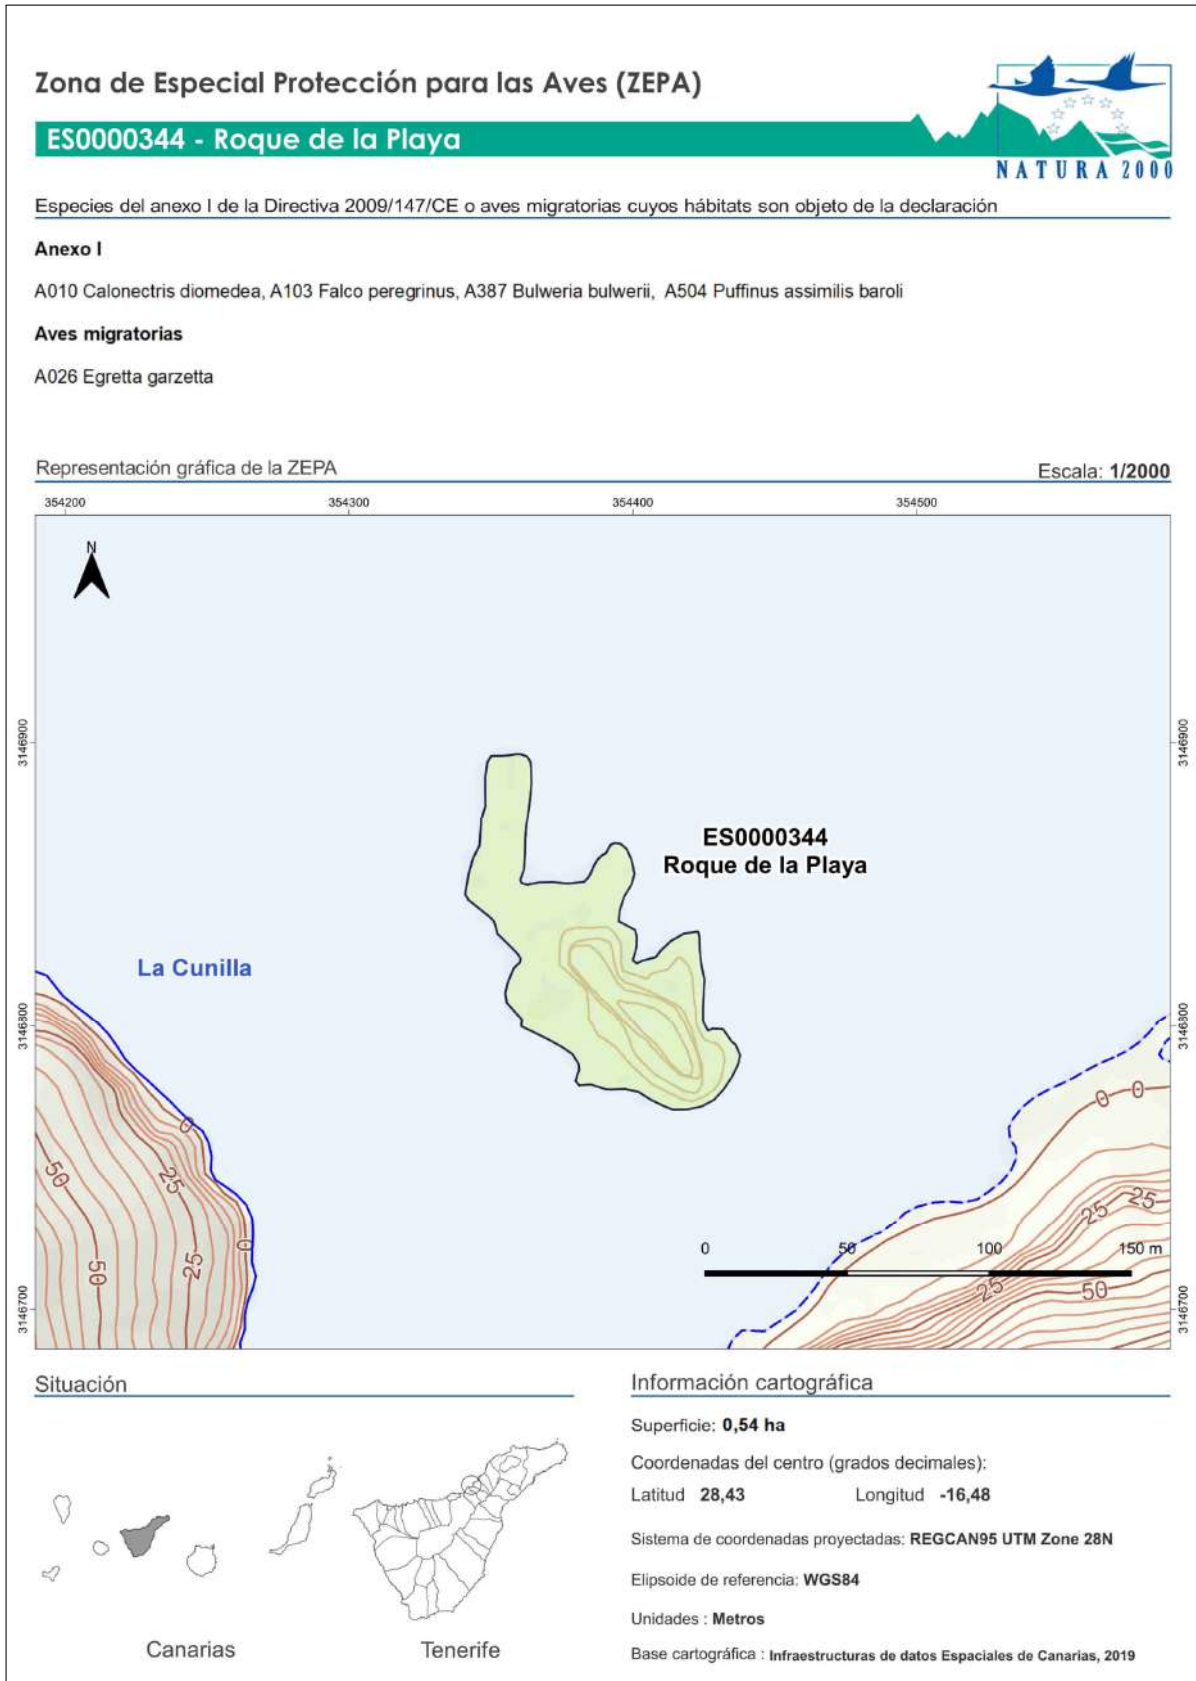 Zona de Especial Protección para las Aves (ZEPA)
ES0000344 - Roque de la Playa
NATURA 2000
Especies del anexo I de la Directiva 2009/147/CE o aves migratorias cuyos hábitats son objeto de la declaración
Anexo I
A010 Calonectris diomedea, A103 Falco peregrinus, A387 Bulweria bulwerii, A504 Puffinus assimilis baroli
Aves migratorias
A026 Egretta garzetta
Representación gráfica de la ZEPA
Escala: 1/2000
354200 354300 354400 354500
N
3146900 3146900
ES0000344
Roque de la Playa
La Cunilla
3146800 3146800
0 0 0
50 25 25 25
0 50 100 150 m
50 25 0 25 50
3146700 3146700
Situación
Canarias
Tenerife
Información cartográfica
Superficie: 0,54 ha
Coordenadas del centro (grados decimales):
Latitud 28,43 Longitud -16,48
Sistema de coordenadas proyectadas: REGCAN95 UTM Zone 28N
Elipsoide de referencia: WGS84
Unidades : Metros
Base cartográfica : Infraestructuras de datos Espaciales de Canarias, 2019